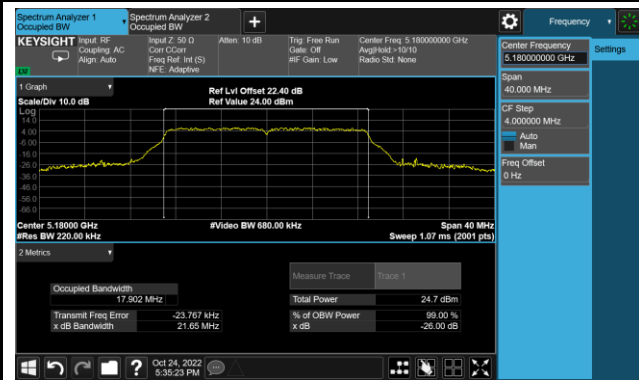 Spectrum Analyzer 1
Occupied BW
Spectrum Analyzer 2
Occupied BW
Frequency
KEYSIGHT
Input: RF
Coupling: AC
Align: Auto
Input Z: 50 Ω
Corr CCorr
Freq Ref: Int (S)
NFE: Adaptive
Atten: 10 dB
Trig: Free Run
Gate: Off
#IF Gain: Low
Center Freq: 5.180000000 GHz
Avg|Hold:>10/10
Radio Std: None
Center Frequency
5.180000000 GHz
Settings
Span
40.000 MHz
CF Step
4.000000 MHz
Auto
Man
Freq Offset
0 Hz
1 Graph
Scale/Div 10.0 dB
Ref Lvl Offset 22.40 dB
Ref Value 24.00 dBm
Log
14.0
4.00
-6.00
-16.0
-26.0
-36.0
-46.0
-56.0
-66.0
Center 5.18000 GHz
#Res BW 220.00 kHz
#Video BW 680.00 kHz
Span 40 MHz
Sweep 1.07 ms (2001 pts)
2 Metrics
Measure Trace
Trace 1
Occupied Bandwidth
17.902 MHz
Total Power
24.7 dBm
Transmit Freq Error
-23.767 kHz
% of OBW Power
99.00 %
x dB Bandwidth
21.65 MHz
x dB
-26.00 dB
Oct 24, 2022
5:35:23 PM